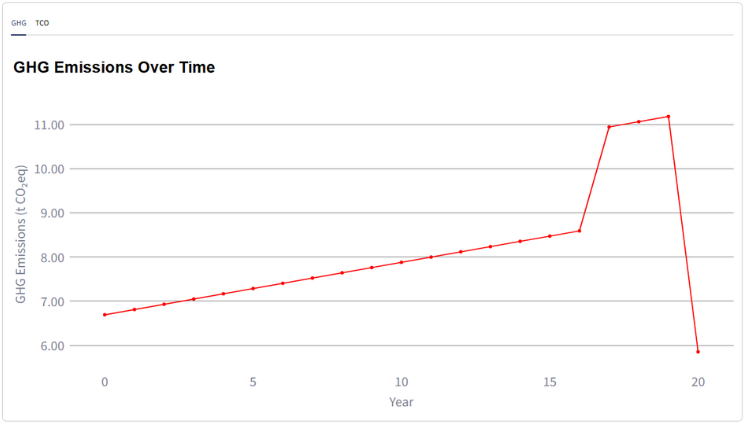 GHG TCO
GHG Emissions Over Time
11.00
10.00
9.00
8.00
7.00
6.00
GHG Emissions (t CO₂eq)
0 5 10 15 20
Year